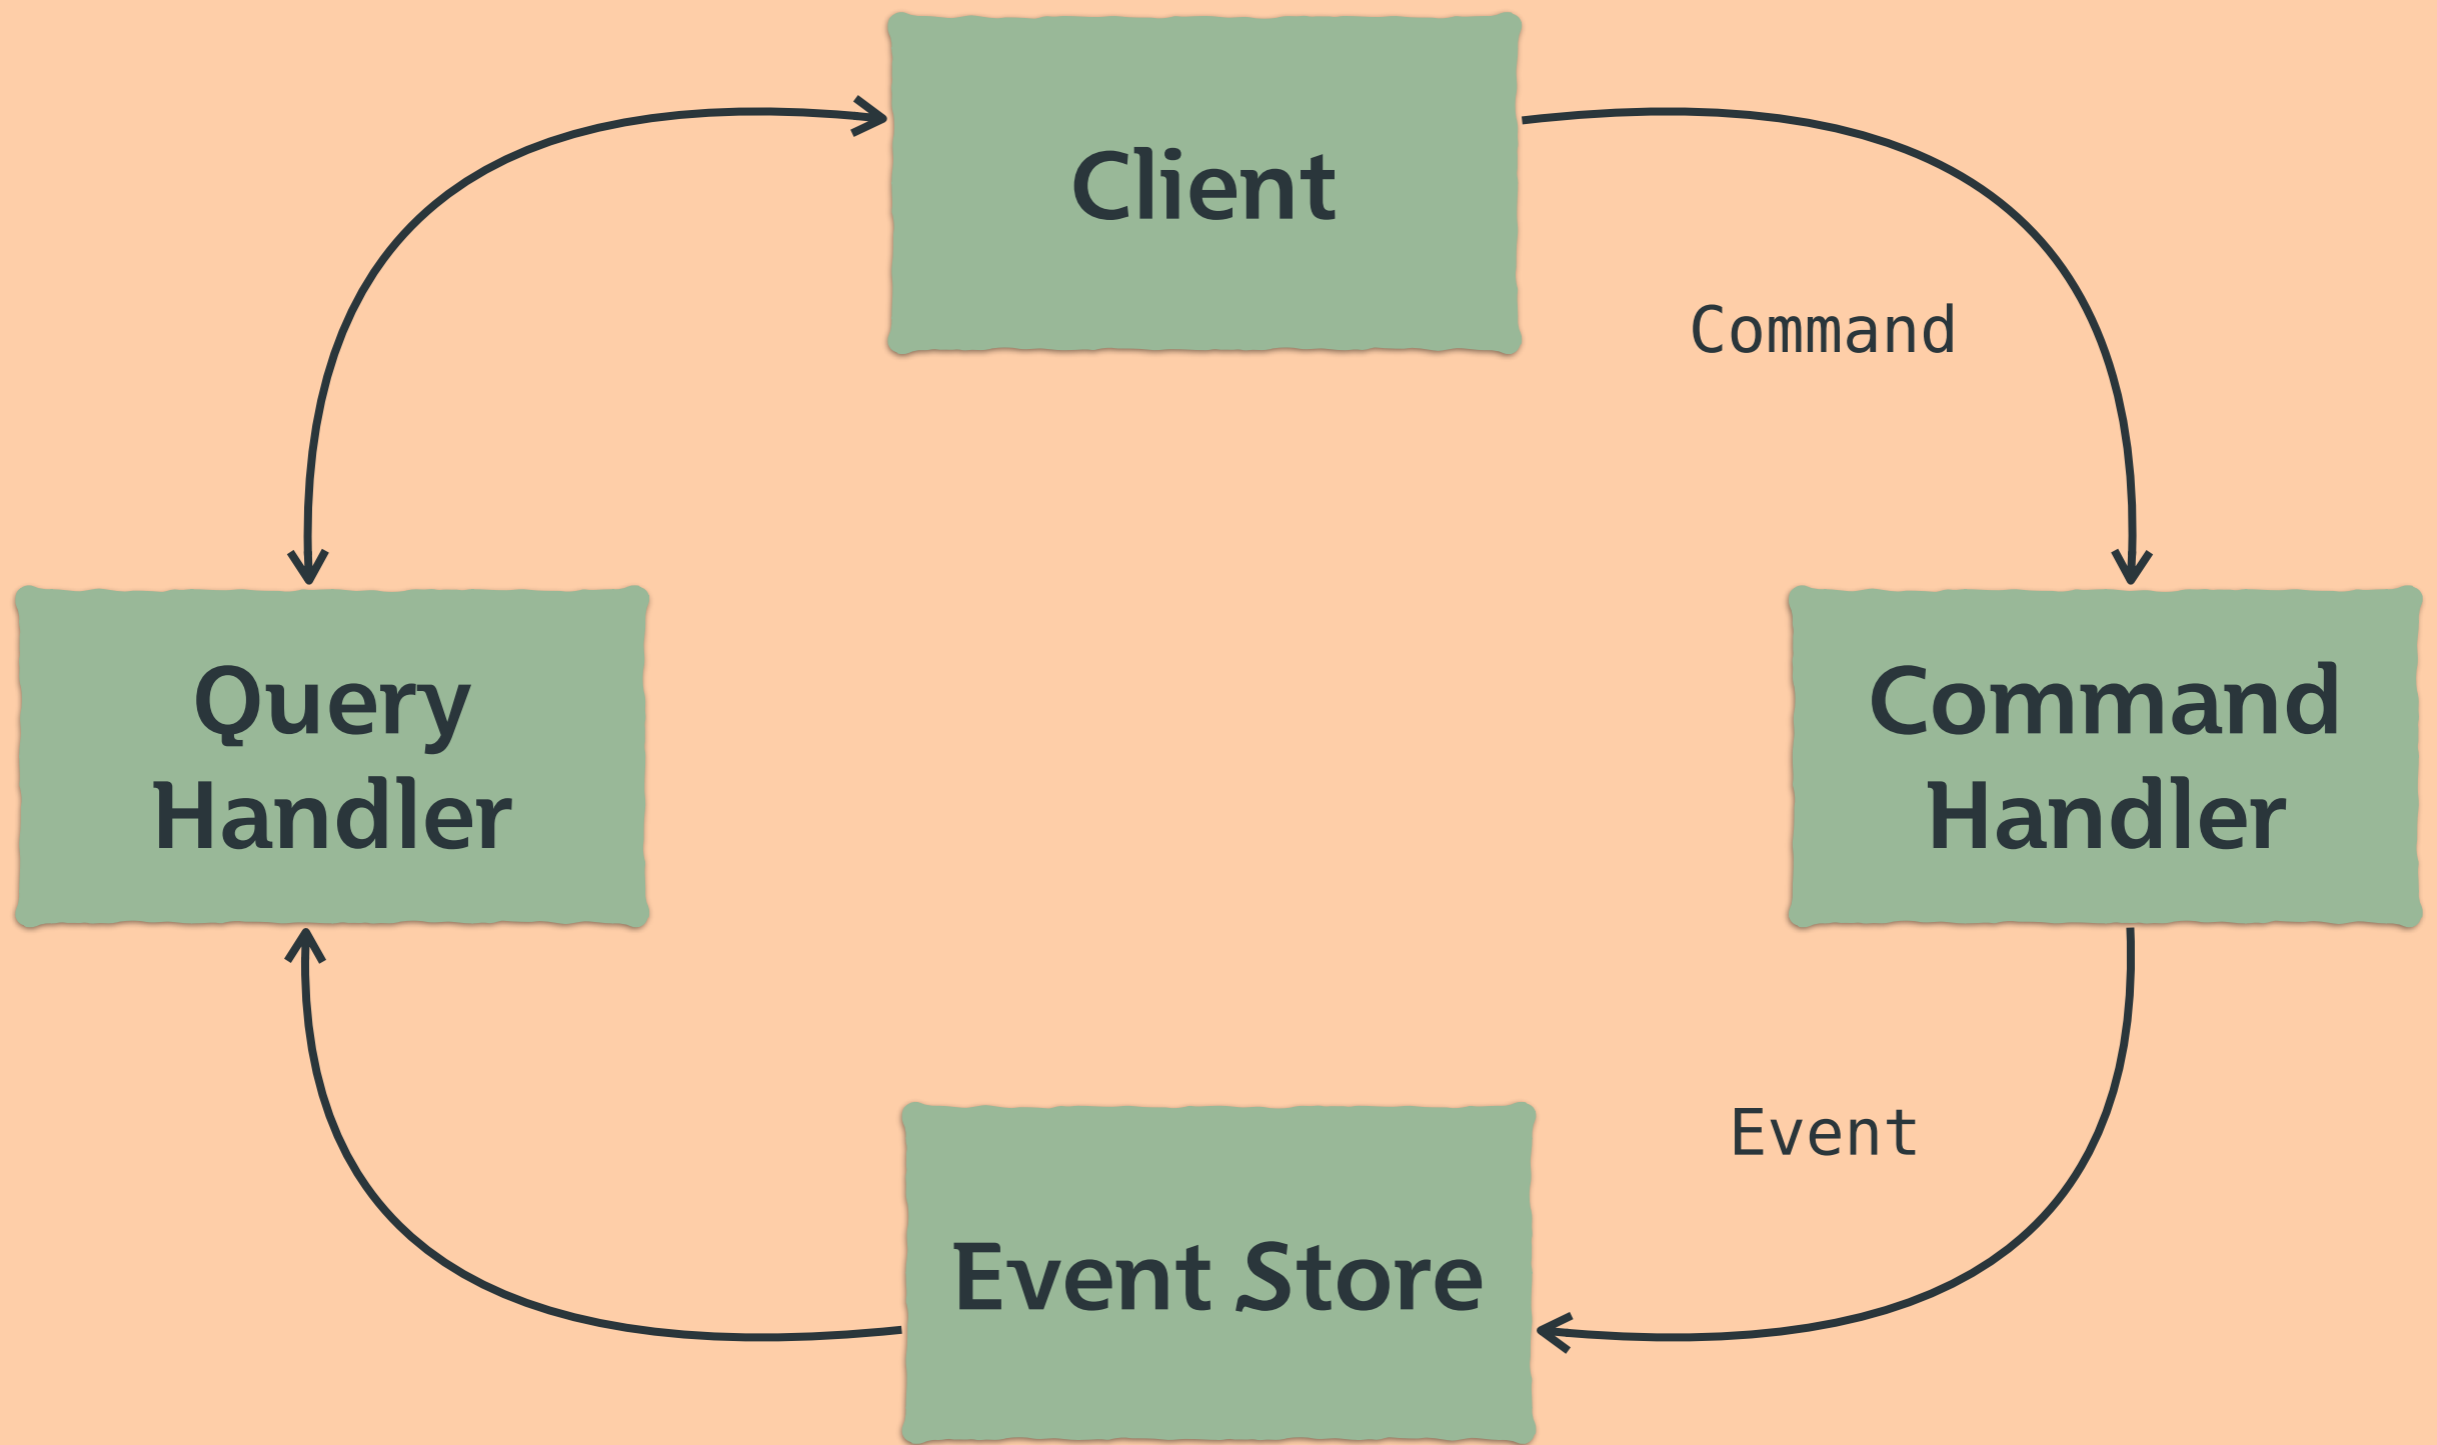 Client
Command
Query
Handler
Command
Handler
Event
Event Store